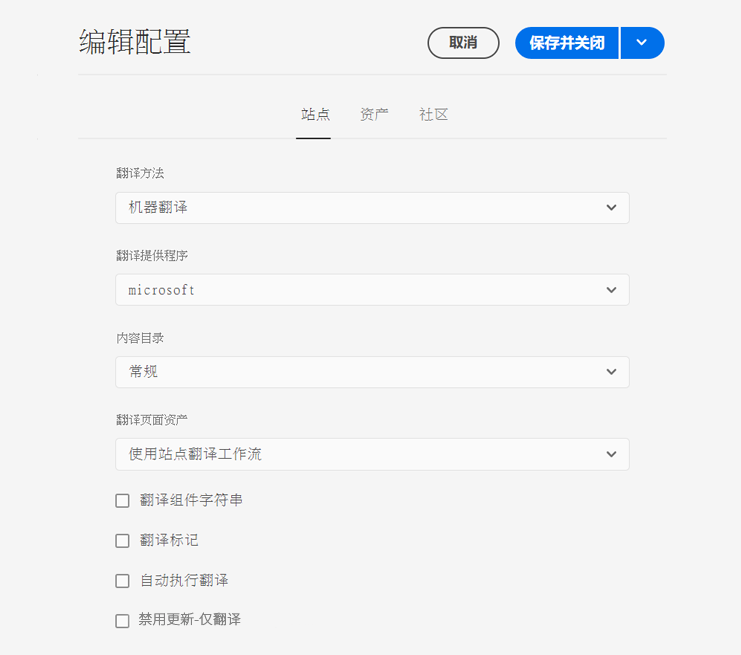 编辑配置
取消
保存并关闭
站点
资产
社区
翻译方法
机器翻译
翻译提供程序
microsoft
内容目录
常规
翻译页面资产
使用站点翻译工作流
翻译组件字符串
翻译标记
自动执行翻译
禁用更新-仅翻译